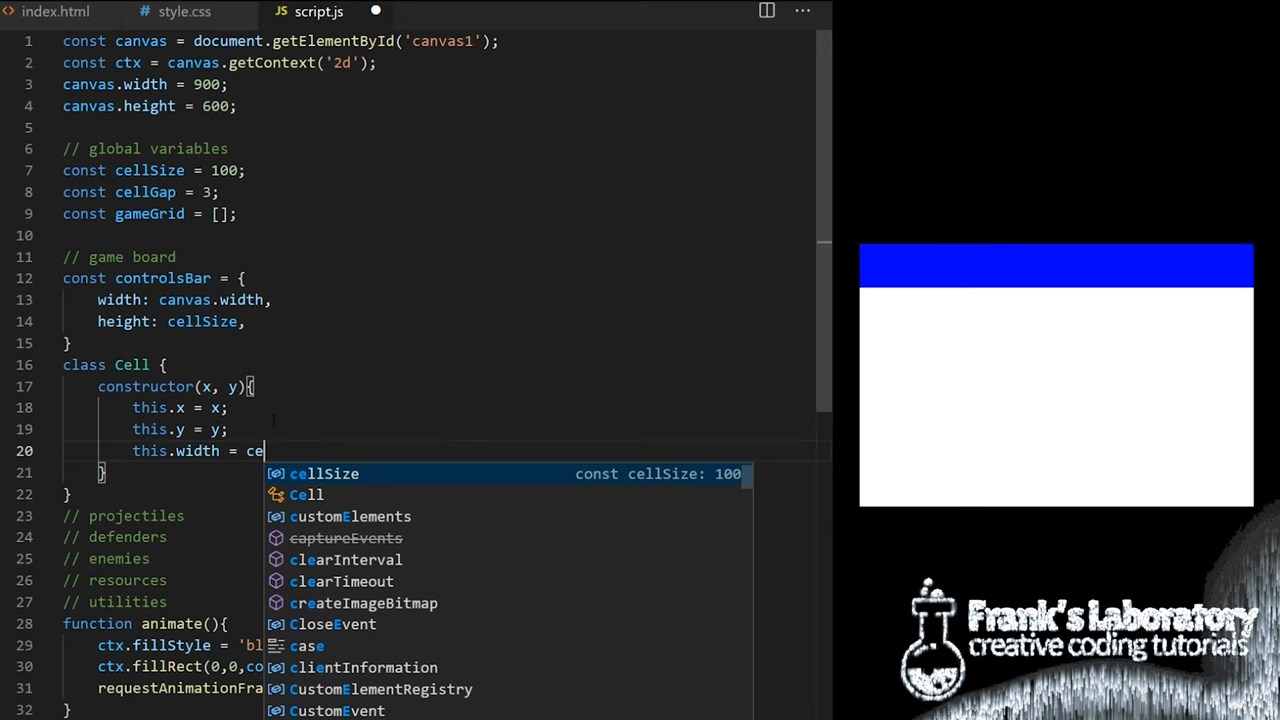 index.html
# style.css
JS script.js
1 const canvas = document.getElementById('canvas1');
2 const ctx = canvas.getContext('2d');
3 canvas.width = 900;
4 canvas.height = 600;
5
6 // global variables
7 const cellSize = 100;
8 const cellGap = 3;
9 const gameGrid = [];
10
11 // game board
12 const controlsBar = {
13 width: canvas.width,
14 height: cellSize,
15 }
16 class Cell {
17 constructor(x, y){
18 this.x = x;
19 this.y = y;
20 this.width = ce
cellSize const cellSize: 100
Cell
customElements
captureEvents
clearInterval
clearTimeout
createImageBitmap
CloseEvent
case
clientInformation
CustomElementRegistry
CustomEvent
21 }
22 }
23 // projectiles
24 // defenders
25 // enemies
26 // resources
27 // utilities
28 function animate(){
29 ctx.fillStyle = 'bl
30 ctx.fillRect(0,0,co
31 requestAnimationFra
32 }
Frank's Laboratory
creative coding tutorials